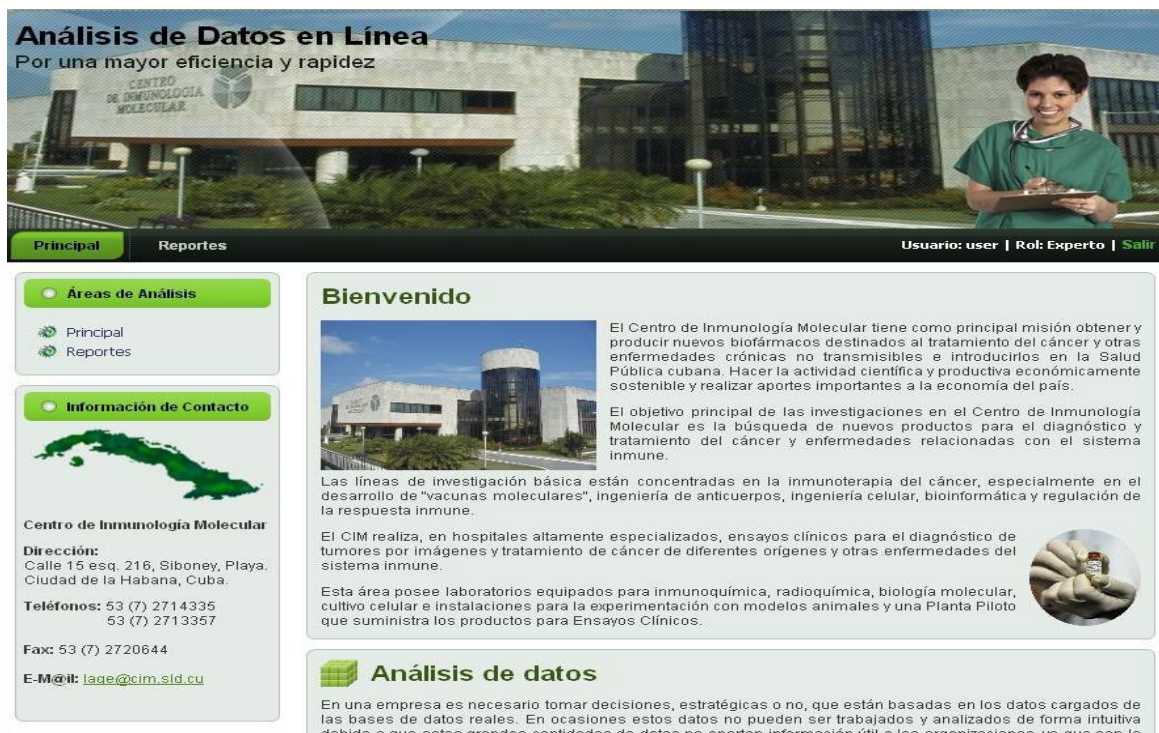 Análisis de Datos en Línea
Por una mayor eficiencia y rapidez
CENTRO
DE INMUNOLOGIA
MOLECULAR
Principal Reportes Usuario: user | Rol: Experto | Salir
Áreas de Análisis
Principal
Reportes
Información de Contacto
Centro de Inmunología Molecular
Dirección:
Calle 15 esq. 216, Siboney, Playa.
Ciudad de la Habana, Cuba.
Teléfonos: 53 (7) 2714335
53 (7) 2713357
Fax: 53 (7) 2720644
E-M@il: lage@cim.sld.cu
Bienvenido
El Centro de Inmunología Molecular tiene como principal misión obtener y
producir nuevos biofármacos destinados al tratamiento del cáncer y otras
enfermedades crónicas no transmisibles e introducirlos en la Salud
Pública cubana. Hacer la actividad científica y productiva económicamente
sostenible y realizar aportes importantes a la economía del país.
El objetivo principal de las investigaciones en el Centro de Inmunología
Molecular es la búsqueda de nuevos productos para el diagnóstico y
tratamiento del cáncer y enfermedades relacionadas con el sistema
inmune.
Las líneas de investigación básica están concentradas en la inmunoterapia del cáncer, especialmente en el
desarrollo de "vacunas moleculares", ingeniería de anticuerpos, ingeniería celular, bioinformática y regulación de
la respuesta inmune.
El CIM realiza, en hospitales altamente especializados, ensayos clínicos para el diagnóstico de
tumores por imágenes y tratamiento de cáncer de diferentes orígenes y otras enfermedades del
sistema inmune.
Esta área posee laboratorios equipados para inmunoquímica, radioquímica, biología molecular,
cultivo celular e instalaciones para la experimentación con modelos animales y una Planta Piloto
que suministra los productos para Ensayos Clínicos.
Análisis de datos
En una empresa es necesario tomar decisiones, estratégicas o no, que están basadas en los datos cargados de
las bases de datos reales. En ocasiones estos datos no pueden ser trabajados y analizados de forma intuitiva